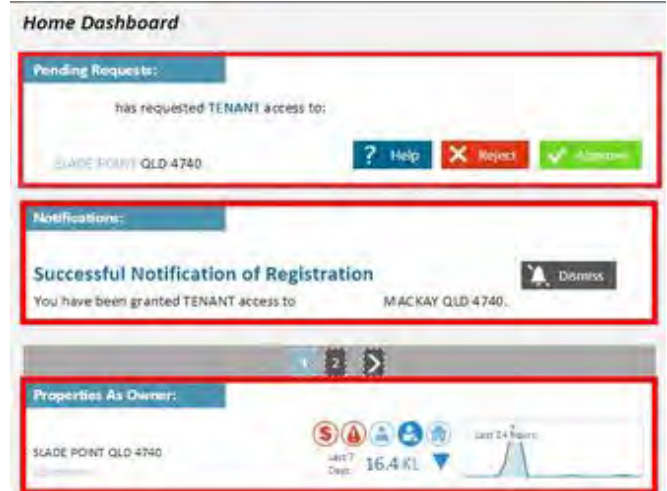 Home Dashboard
Pending Requests:
has requested TENANT access to:
SLADE POINT QLD 4740
? Help Reject Approve
Notifications:
Successful Notification of Registration
Dismiss
You have been granted TENANT access to MACKAY QLD 4740.
1 2
Properties As Owner:
SLADE POINT QLD 4740
Last 7 Days: 16.4 KL
Last 24 hours